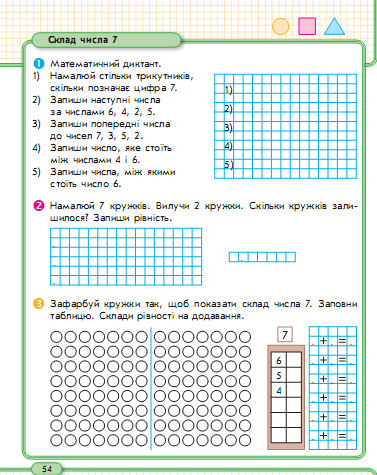 Склад числа 7
1 Математичний диктант.
1) Намалюй стільки трикутників,
скільки позначає цифра 7.
2) Запиши наступні числа
за числами 6, 4, 2, 5.
3) Запиши попередні числа
до чисел 7, 3, 5, 2.
4) Запиши число, яке стоїть
між числами 4 і 6.
5) Запиши числа, між якими
стоїть число 6.
1)
2)
3)
4)
5)
2 Намалюй 7 кружків. Вилучи 2 кружки. Скільки кружків зали-
шилося? Запиши рівність.
3 Зафарбуй кружки так, щоб показати склад числа 7. Заповни
таблицю. Склади рівності на додавання.
7
6
5
4
+ =
+ =
+ =
+ =
+ =
+ =
54